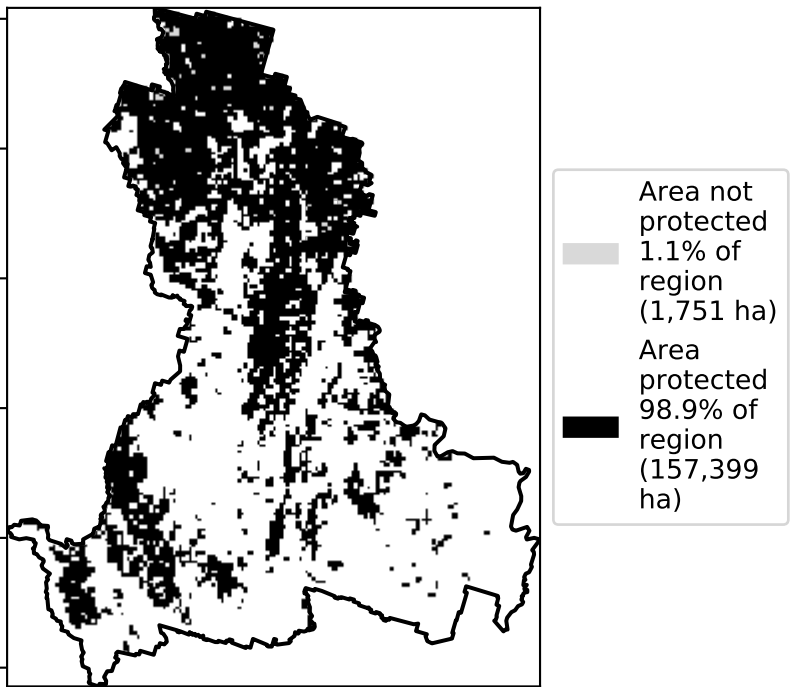 Area not
protected
1.1% of
region
(1,751 ha)
Area
protected
98.9% of
region
(157,399
ha)